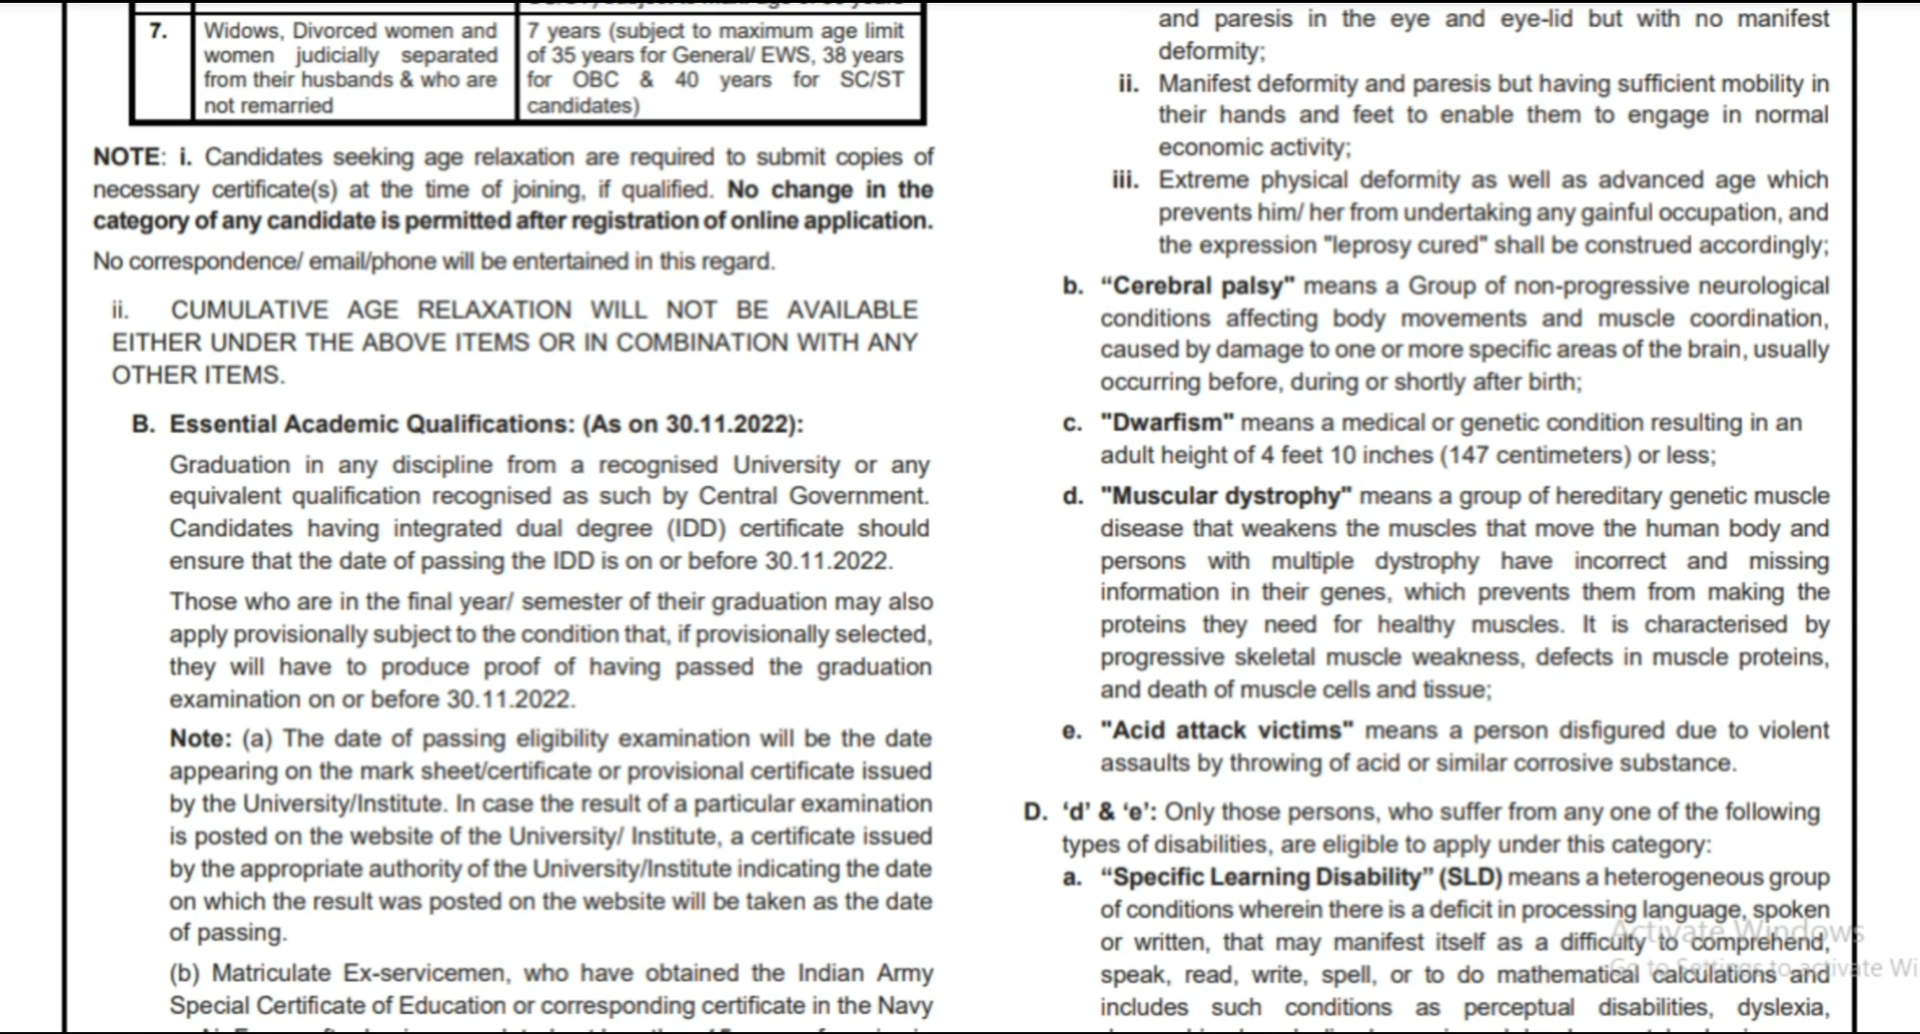 7. Widows, Divorced women and women judicially separated from their husbands & who are not remarried
7 years (subject to maximum age limit of 35 years for General/ EWS, 38 years for OBC & 40 years for SC/ST candidates)
NOTE: i. Candidates seeking age relaxation are required to submit copies of
necessary certificate(s) at the time of joining, if qualified. No change in the
category of any candidate is permitted after registration of online application.
No correspondence/ email/phone will be entertained in this regard.
ii. CUMULATIVE AGE RELAXATION WILL NOT BE AVAILABLE
EITHER UNDER THE ABOVE ITEMS OR IN COMBINATION WITH ANY
OTHER ITEMS.
B. Essential Academic Qualifications: (As on 30.11.2022):
Graduation in any discipline from a recognised University or any
equivalent qualification recognised as such by Central Government.
Candidates having integrated dual degree (IDD) certificate should
ensure that the date of passing the IDD is on or before 30.11.2022.
Those who are in the final year/ semester of their graduation may also
apply provisionally subject to the condition that, if provisionally selected,
they will have to produce proof of having passed the graduation
examination on or before 30.11.2022.
Note: (a) The date of passing eligibility examination will be the date
appearing on the mark sheet/certificate or provisional certificate issued
by the University/Institute. In case the result of a particular examination
is posted on the website of the University/ Institute, a certificate issued
by the appropriate authority of the University/Institute indicating the date
on which the result was posted on the website will be taken as the date
of passing.
(b) Matriculate Ex-servicemen, who have obtained the Indian Army
Special Certificate of Education or corresponding certificate in the Navy
and paresis in the eye and eye-lid but with no manifest
deformity;
ii. Manifest deformity and paresis but having sufficient mobility in
their hands and feet to enable them to engage in normal
economic activity;
iii. Extreme physical deformity as well as advanced age which
prevents him/ her from undertaking any gainful occupation, and
the expression "leprosy cured" shall be construed accordingly;
b. “Cerebral palsy" means a Group of non-progressive neurological
conditions affecting body movements and muscle coordination,
caused by damage to one or more specific areas of the brain, usually
occurring before, during or shortly after birth;
c. "Dwarfism" means a medical or genetic condition resulting in an
adult height of 4 feet 10 inches (147 centimeters) or less;
d. "Muscular dystrophy" means a group of hereditary genetic muscle
disease that weakens the muscles that move the human body and
persons with multiple dystrophy have incorrect and missing
information in their genes, which prevents them from making the
proteins they need for healthy muscles. It is characterised by
progressive skeletal muscle weakness, defects in muscle proteins,
and death of muscle cells and tissue;
e. "Acid attack victims" means a person disfigured due to violent
assaults by throwing of acid or similar corrosive substance.
D. ‘d’ & ‘e’: Only those persons, who suffer from any one of the following
types of disabilities, are eligible to apply under this category:
a. “Specific Learning Disability” (SLD) means a heterogeneous group
of conditions wherein there is a deficit in processing language, spoken
or written, that may manifest itself as a difficulty to comprehend,
speak, read, write, spell, or to do mathematical calculations and
includes such conditions as perceptual disabilities, dyslexia,
Activate Windows
Go to Settings to activate Wi